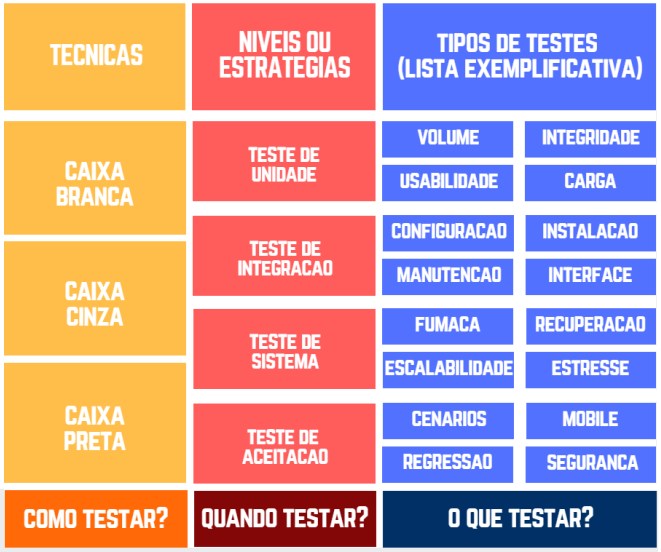 TECNICAS
NIVEIS OU
ESTRATEGIAS
TIPOS DE TESTES
(LISTA EXEMPLIFICATIVA)
CAIXA
BRANCA
CAIXA
CINZA
CAIXA
PRETA
TESTE DE
UNIDADE
TESTE DE
INTEGRACAO
TESTE DE
SISTEMA
TESTE DE
ACEITACAO
VOLUME
INTEGRIDADE
USABILIDADE
CARGA
CONFIGURACAO
INSTALACAO
MANUTENCAO
INTERFACE
FUMACA
RECUPERACAO
ESCALABILIDADE
ESTRESSE
CENARIOS
MOBILE
REGRESSAO
SEGURANCA
COMO TESTAR?
QUANDO TESTAR?
O QUE TESTAR?